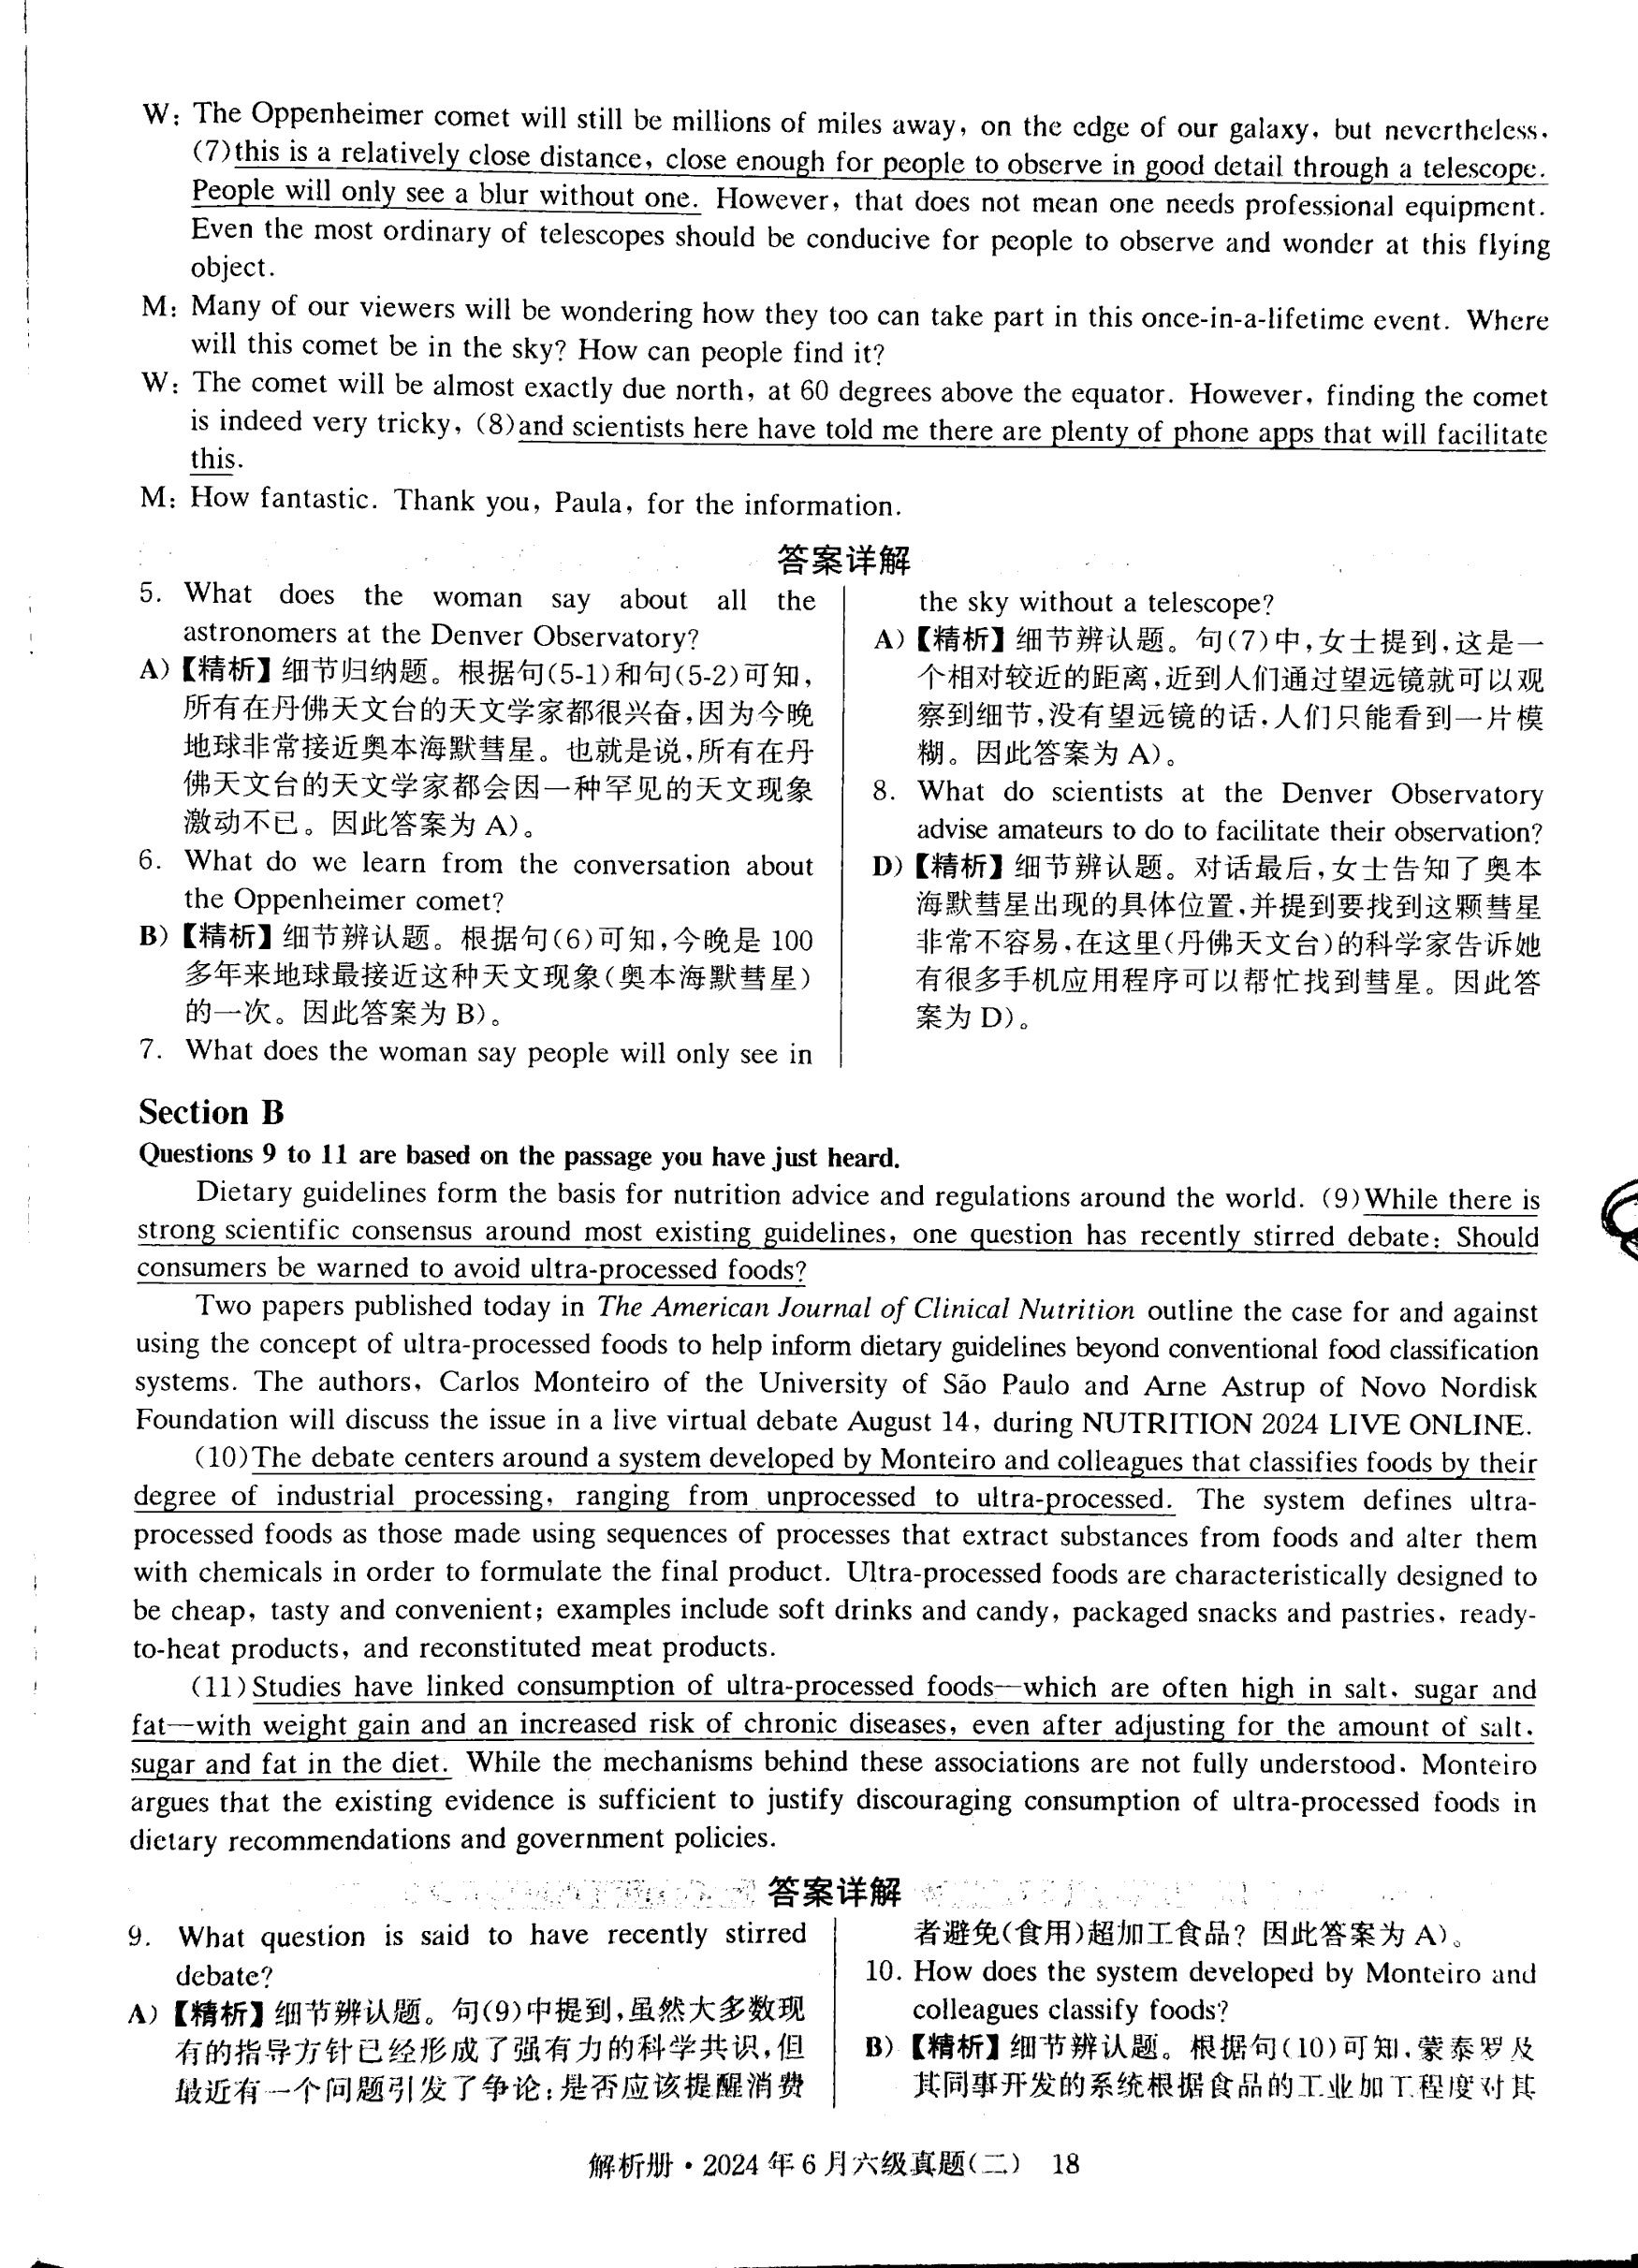 W: The Oppenheimer comet will still be millions of miles away, on the edge of our galaxy, but nevertheless,
(7)this is a relatively close distance, close enough for people to observe in good detail through a telescope.
People will only see a blur without one. However, that does not mean one needs professional equipment.
Even the most ordinary of telescopes should be conducive for people to observe and wonder at this flying
object.
M: Many of our viewers will be wondering how they too can take part in this once-in-a-lifetime event. Where
will this comet be in the sky? How can people find it?
W: The comet will be almost exactly due north, at 60 degrees above the equator. However, finding the comet
is indeed very tricky, (8)and scientists here have told me there are plenty of phone apps that will facilitate
this.
M: How fantastic. Thank you, Paula, for the information.
答案详解
5. What does the woman say about all the
astronomers at the Denver Observatory?
A)【精析】细节归纳题。根据句(5-1)和句(5-2)可知,
所有在丹佛天文台的天文学家都很兴奋,因为今晚
地球非常接近奥本海默彗星。也就是说,所有在丹
佛天文台的天文学家都会因一种罕见的天文现象
激动不已。因此答案为 A)。
6. What do we learn from the conversation about
the Oppenheimer comet?
B)【精析】细节辨认题。根据句(6)可知,今晚是 100
多年来地球最接近这种天文现象(奥本海默彗星)
的一次。因此答案为 B)。
7. What does the woman say people will only see in
the sky without a telescope?
A)【精析】细节辨认题。句(7)中,女士提到,这是一
个相对较近的距离,近到人们通过望远镜就可以观
察到细节,没有望远镜的话,人们只能看到一片模
糊。因此答案为 A)。
8. What do scientists at the Denver Observatory
advise amateurs to do to facilitate their observation?
D)【精析】细节辨认题。对话最后,女士告知了奥本
海默彗星出现的具体位置,并提到要找到这颗彗星
非常不容易,在这里(丹佛天文台)的科学家告诉她
有很多手机应用程序可以帮忙找到彗星。因此答
案为 D)。
Section B
Questions 9 to 11 are based on the passage you have just heard.
Dietary guidelines form the basis for nutrition advice and regulations around the world. (9)While there is
strong scientific consensus around most existing guidelines, one question has recently stirred debate: Should
consumers be warned to avoid ultra-processed foods?
Two papers published today in The American Journal of Clinical Nutrition outline the case for and against
using the concept of ultra-processed foods to help inform dietary guidelines beyond conventional food classification
systems. The authors, Carlos Monteiro of the University of São Paulo and Arne Astrup of Novo Nordisk
Foundation will discuss the issue in a live virtual debate August 14, during NUTRITION 2024 LIVE ONLINE.
(10)The debate centers around a system developed by Monteiro and colleagues that classifies foods by their
degree of industrial processing, ranging from unprocessed to ultra-processed. The system defines ultra-
processed foods as those made using sequences of processes that extract substances from foods and alter them
with chemicals in order to formulate the final product. Ultra-processed foods are characteristically designed to
be cheap, tasty and convenient; examples include soft drinks and candy, packaged snacks and pastries, ready-
to-heat products, and reconstituted meat products.
(11)Studies have linked consumption of ultra-processed foods—which are often high in salt, sugar and
fat—with weight gain and an increased risk of chronic diseases, even after adjusting for the amount of salt,
sugar and fat in the diet. While the mechanisms behind these associations are not fully understood, Monteiro
argues that the existing evidence is sufficient to justify discouraging consumption of ultra-processed foods in
dietary recommendations and government policies.
答案详解
9. What question is said to have recently stirred
debate?
A)【精析】细节辨认题。句(9)中提到,虽然大多数现
有的指导方针已经形成了强有力的科学共识,但
最近有一个问题引发了争论:是否应该提醒消费
者避免(食用)超加工食品? 因此答案为 A)。
10. How does the system developed by Monteiro and
colleagues classify foods?
B)【精析】细节辨认题。根据句(10)可知,蒙泰罗及
其同事开发的系统根据食品的工业加工程度对其
解析册·2024 年 6 月六级真题(二) 18